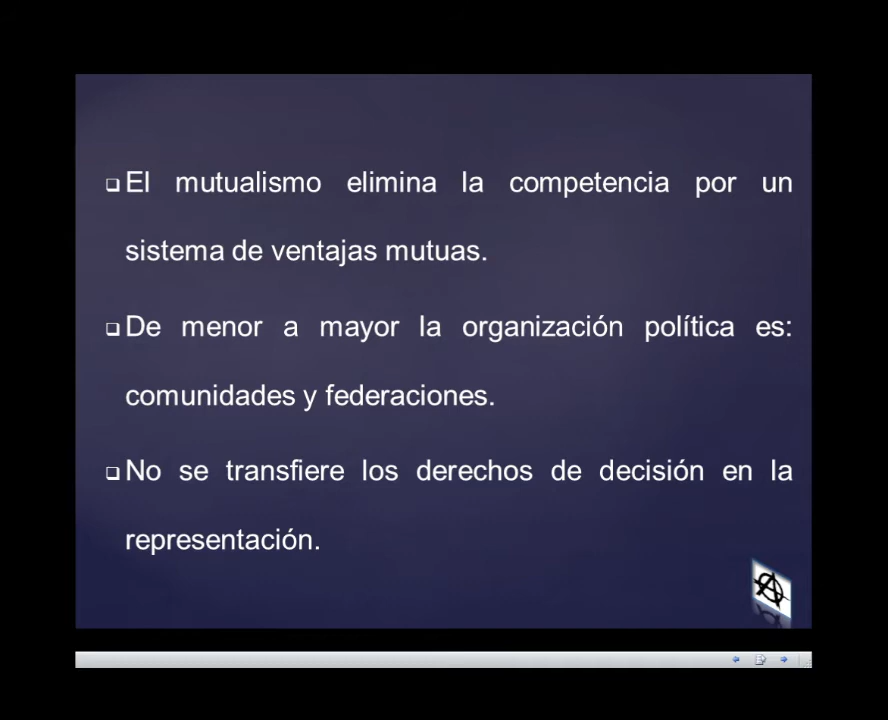 ❑El mutualismo elimina la competencia por un
sistema de ventajas mutuas.
❑De menor a mayor la organización política es:
comunidades y federaciones.
❑No se transfiere los derechos de decisión en la
representación.